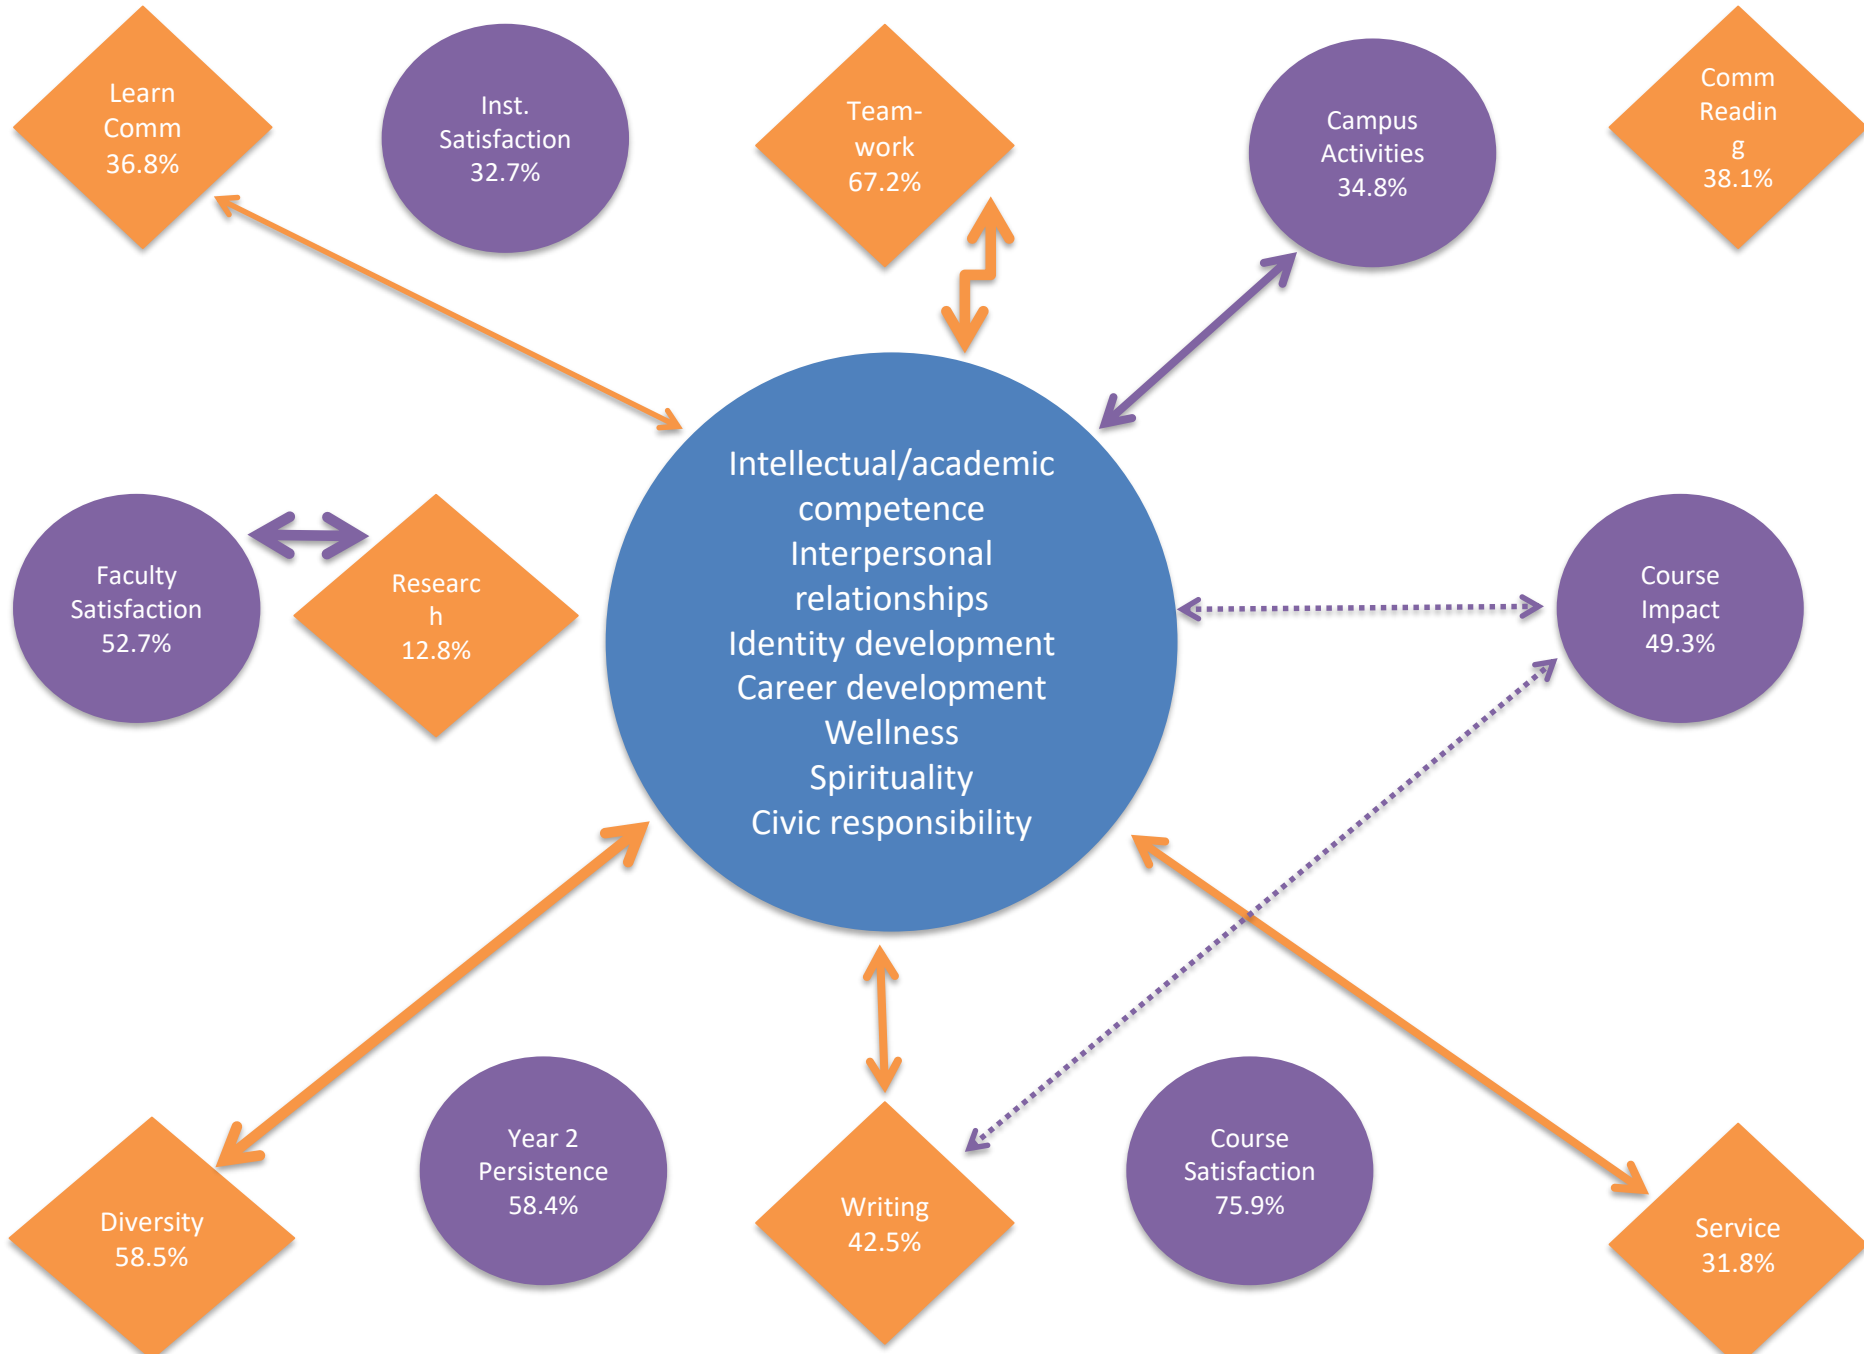 Learn
Comm
36.8%
Inst.
Satisfaction
32.7%
Team-
work
67.2%
Campus
Activities
34.8%
Comm
Readin
g
38.1%
Faculty
Satisfaction
52.7%
Researc
h
12.8%
Intellectual/academic
competence
Interpersonal
relationships
Identity development
Career development
Wellness
Spirituality
Civic responsibility
Course
Impact
49.3%
Diversity
58.5%
Year 2
Persistence
58.4%
Writing
42.5%
Course
Satisfaction
75.9%
Service
31.8%